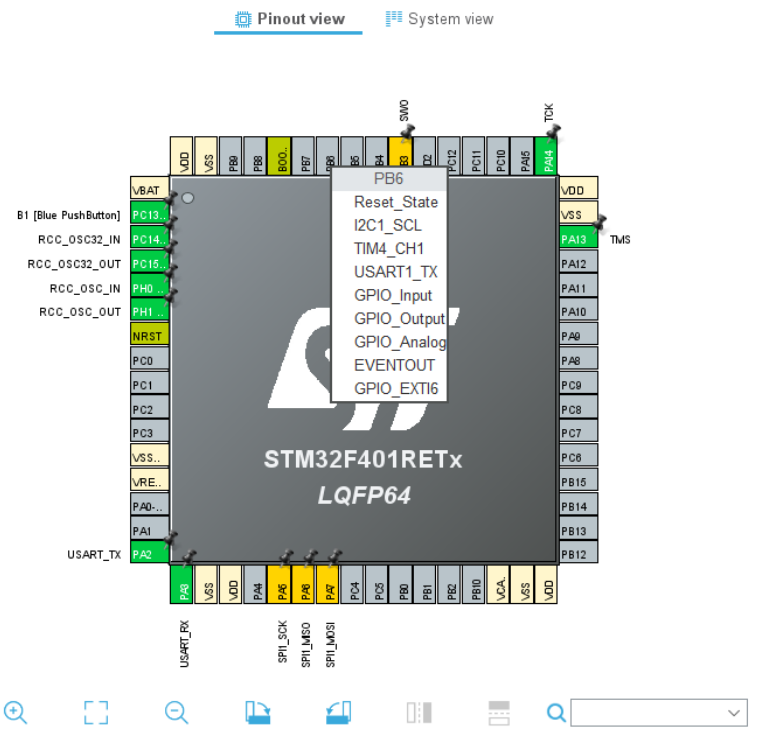 Pinout view
System view
SWO
TCK
VDD
VSS
PB9
PB8
BOO..
PB7
PB6
PB5
PB4
PB3
PC12
PC11
PC10
PA15
PA14
PB6
Reset_State
I2C1_SCL
TIM4_CH1
USART1_TX
GPIO_Input
GPIO_Output
GPIO_Analog
EVENTOUT
GPIO_EXTI6
VBAT
B1 [Blue PushButton] PC13..
RCC_OSC32_IN PC14..
RCC_OSC32_OUT PC15..
RCC_OSC_IN PH0 ..
RCC_OSC_OUT PH1 ..
NRST
PC0
PC1
PC2
PC3
VSS..
VRE..
PA0-..
PA1
USART_TX PA2
VDD
VSS
PA13 TMS
PA12
PA11
PA10
PA9
PA8
PC9
PC8
PC7
PC6
PB15
PB14
PB13
PB12
STM32F401RETx
LQFP64
PA3
VSS
VDD
PA4
PA5
PA6
PA7
PC4
PC5
PB0
PB1
PB2
PB10
VCA..
VSS
VDD
USART_RX
SPI1_SCK
SPI1_MISO
SPI1_MOSI